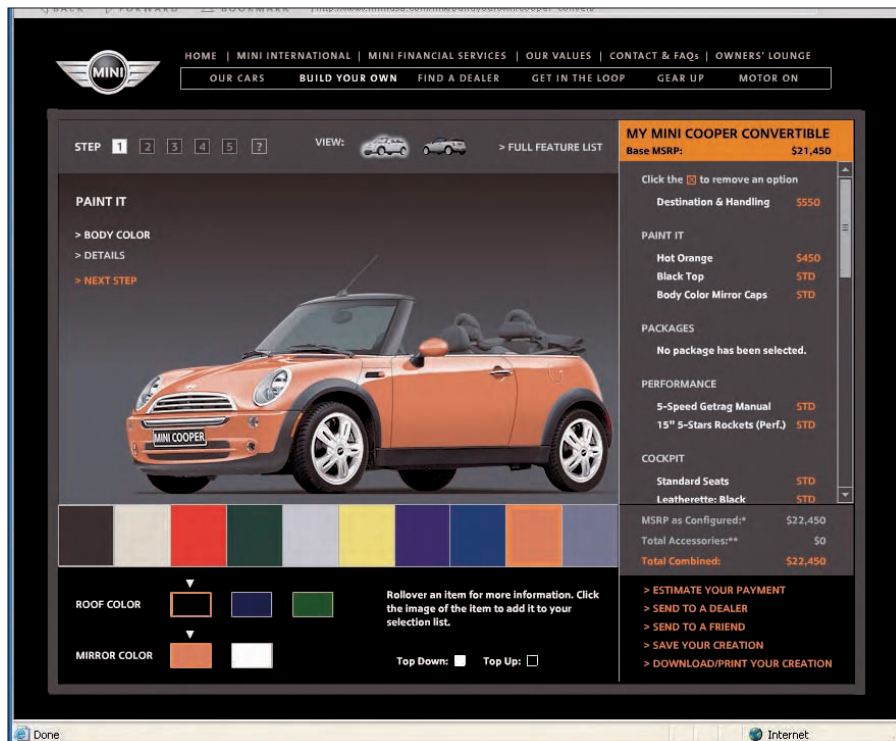 BACK FORWARD BOOKMARK
MINI
HOME | MINI INTERNATIONAL | MINI FINANCIAL SERVICES | OUR VALUES | CONTACT & FAQs | OWNERS' LOUNGE
OUR CARS BUILD YOUR OWN FIND A DEALER GET IN THE LOOP GEAR UP MOTOR ON
STEP 1 2 3 4 5 ? VIEW: > FULL FEATURE LIST
MY MINI COOPER CONVERTIBLE
Base MSRP: $21,450
PAINT IT
> BODY COLOR
> DETAILS
> NEXT STEP
MINI COOPER
Click the to remove an option
Destination & Handling $550
PAINT IT
Hot Orange $450
Black Top STD
Body Color Mirror Caps STD
PACKAGES
No package has been selected.
PERFORMANCE
5-Speed Getrag Manual STD
15" 5-Stars Rockets (Perf.) STD
COCKPIT
Standard Seats STD
Leatherette: Black STD
MSRP as Configured:* $22,450
Total Accessories:** $0
Total Combined: $22,450
ROOF COLOR
MIRROR COLOR
Rollover an item for more information. Click
the image of the item to add it to your
selection list.
Top Down: Top Up:
> ESTIMATE YOUR PAYMENT
> SEND TO A DEALER
> SEND TO A FRIEND
> SAVE YOUR CREATION
> DOWNLOAD/PRINT YOUR CREATION
Done Internet